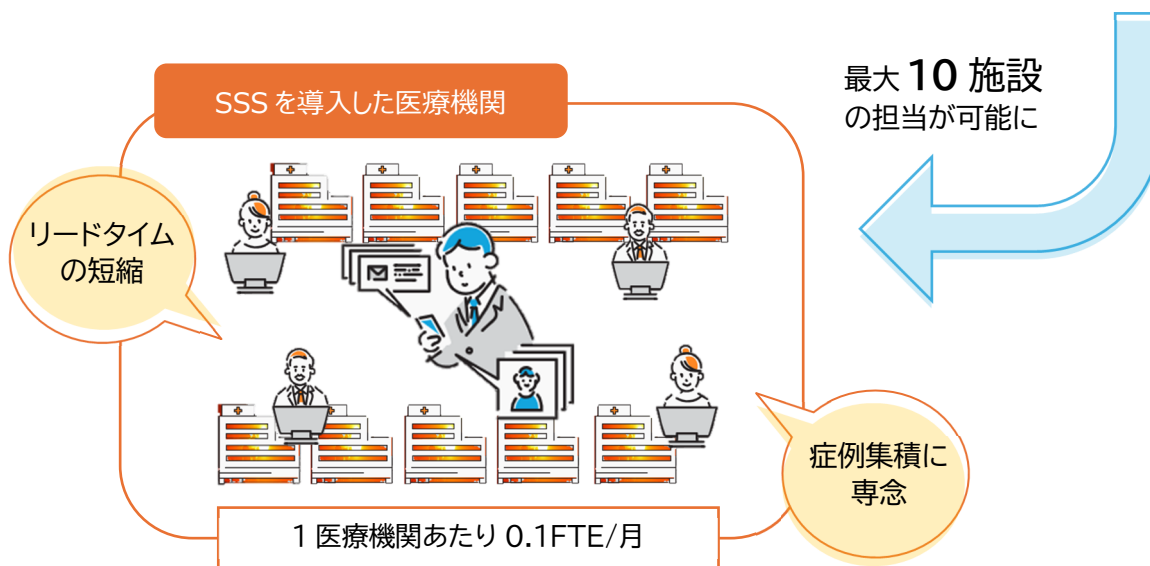 SSSを導入した医療機関
最大10施設
の担当が可能に
リードタイム
の短縮
症例集積に
専念
1医療機関あたり0.1FTE/月